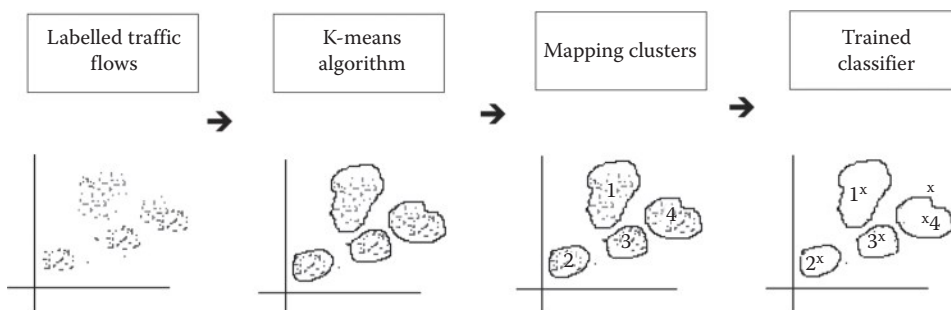 Labelled traffic
flows
K-means
algorithm
Mapping clusters
Trained
classifier
1
2
3
4
1x
2x
3x
x
x4